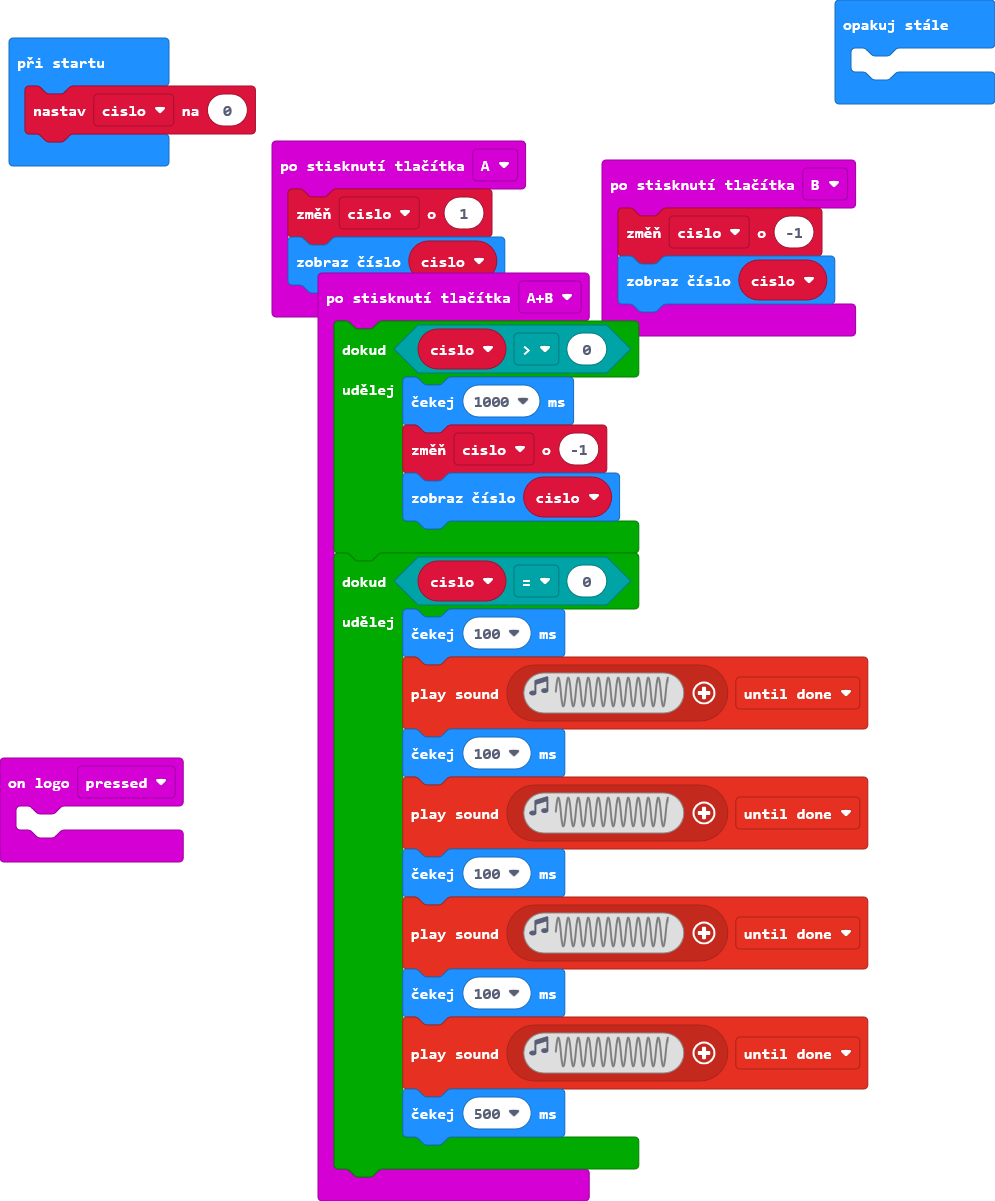 při startu
nastav cislo na 0
opakuj stále
po stisknutí tlačítka A
změň cislo o 1
zobraz číslo cislo
po stisknutí tlačítka B
změň cislo o -1
zobraz číslo cislo
po stisknutí tlačítka A+B
dokud cislo > 0
udělej
čekej 1000 ms
změň cislo o -1
zobraz číslo cislo
dokud cislo = 0
udělej
čekej 100 ms
play sound until done
čekej 100 ms
play sound until done
čekej 100 ms
play sound until done
čekej 100 ms
play sound until done
čekej 500 ms
on logo pressed